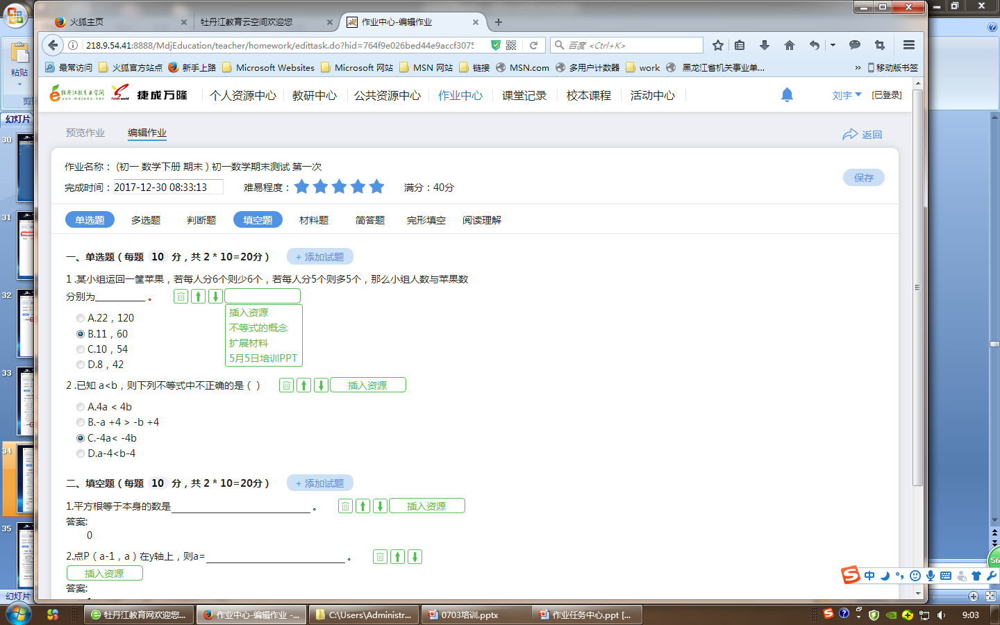 火狐主页
牡丹江教育云空间欢迎您
作业中心-编辑作业
218.9.54.41:8888/MdjEducation/teacher/homework/edittask.do?hid=764f9e026bed44e9accf3075
百度 <Ctrl+K>
最常访问 火狐官方站点 新手上路 Microsoft Websites Microsoft 网站 MSN 网站 链接 MSN.com 多用户计数器 work 黑龙江省机关事业单... » 移动版书签
粘贴
幻灯片
牡丹江教育云空间
yun.mdjedu.net
捷成万隆
个人资源中心 教研中心 公共资源中心 作业中心 课堂记录 校本课程 活动中心
刘宇 [已登录]
预览作业 编辑作业 返回
作业名称： (初一 数学下册 期末 ) 初一数学期末测试 第一次
完成时间：2017-12-30 08:33:13 难易程度： 满分：40分
保存
单选题 多选题 判断题 填空题 材料题 简答题 完形填空 阅读理解
一、单选题（每题 10 分，共 2 * 10=20分） + 添加试题
1 .某小组运回一筐苹果，若每人分6个则少6个，若每人分5个则多5个，那么小组人数与苹果数
分别为___________ 。
插入资源
不等式的概念
扩展材料
5月5日培训PPT
A.22，120
B.11，60
C.10，54
D.8，42
2 .已知 a<b，则下列不等式中不正确的是（ ） 插入资源
A.4a < 4b
B.-a +4 > -b +4
C.-4a< -4b
D.a-4<b-4
二、填空题（每题 10 分，共 2 * 10=20分） + 添加试题
1.平方根等于本身的数是__________________________ 。 插入资源
答案:
0
2.点P（a-1，a）在y轴上，则a=__________________________ 。
插入资源
答案:
30
31
32
33
34
35
幻灯片
56
中
牡丹江教育网欢迎您... 作业中心-编辑作业 -... C:\Users\Administr... 0703培训.pptx 作业任务中心.ppt [...
9:03